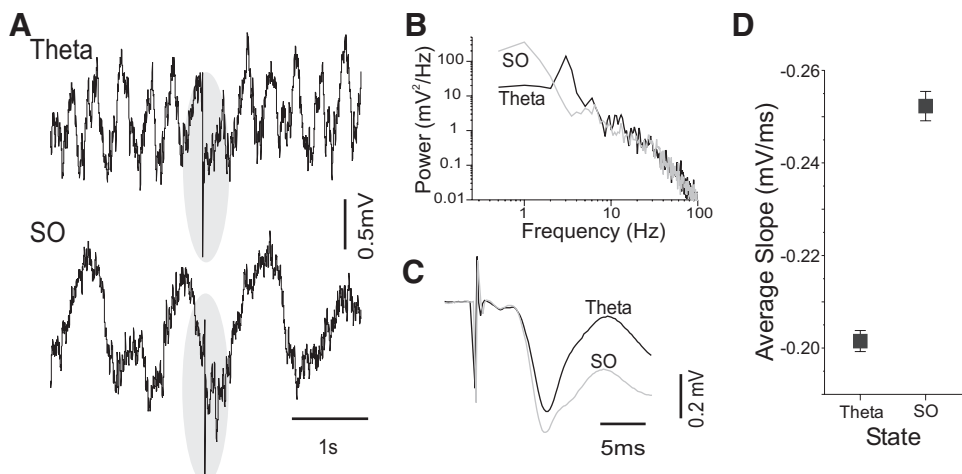 A
Theta
0.5mV
SO
1s
B
Power (mV²/Hz)
100
10
1
0.1
0.01
SO
Theta
1
10
100
Frequency (Hz)
C
Theta
SO
0.2 mV
5ms
D
Average Slope (mV/ms)
-0.26
-0.24
-0.22
-0.20
Theta
SO
State